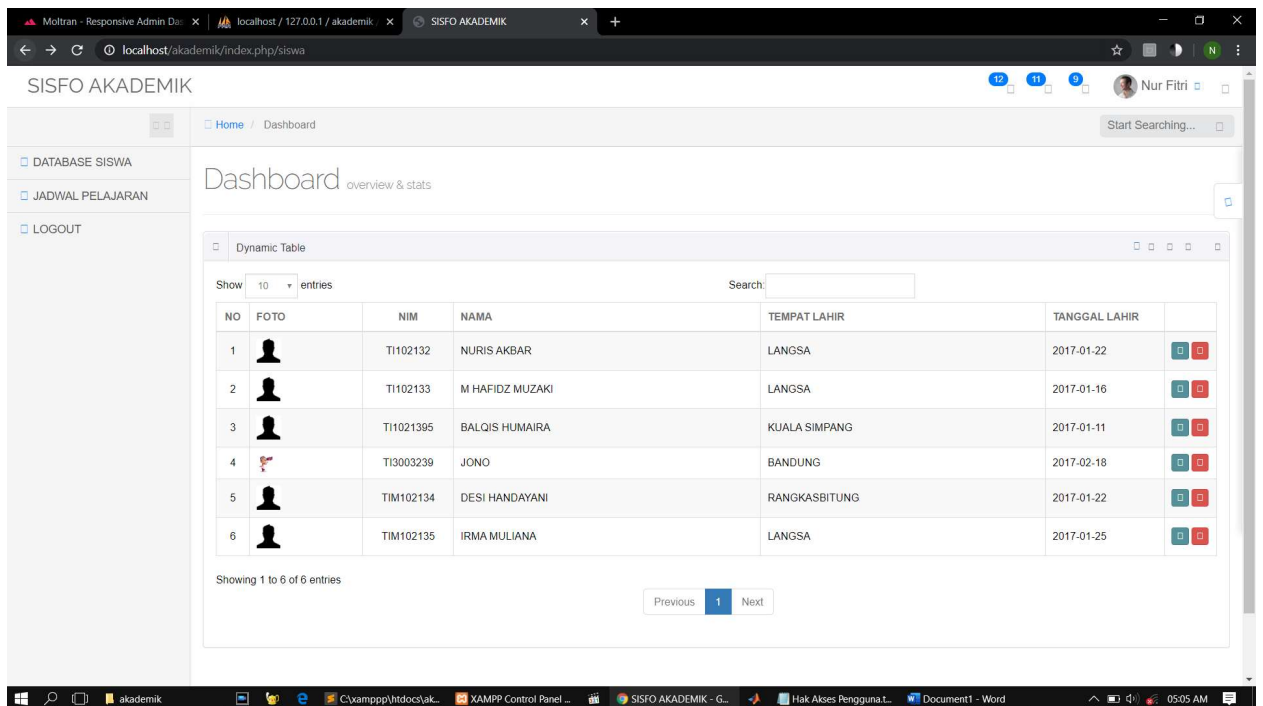 Moltran - Responsive Admin Das
localhost / 127.0.0.1 / akademik /
SISFO AKADEMIK
localhost/akademik/index.php/siswa
N
SISFO AKADEMIK
12
11
9
Nur Fitri
Home / Dashboard
Start Searching...
DATABASE SISWA
JADWAL PELAJARAN
LOGOUT
Dashboard overview & stats
Dynamic Table
Show 10 entries
Search:
NO FOTO NIM NAMA TEMPAT LAHIR TANGGAL LAHIR
1 TI102132 NURIS AKBAR LANGSA 2017-01-22
2 TI102133 M HAFIDZ MUZAKI LANGSA 2017-01-16
3 TI1021395 BALQIS HUMAIRA KUALA SIMPANG 2017-01-11
4 TI3003239 JONO BANDUNG 2017-02-18
5 TIM102134 DESI HANDAYANI RANGKASBITUNG 2017-01-22
6 TIM102135 IRMA MULIANA LANGSA 2017-01-25
Showing 1 to 6 of 6 entries
Previous 1 Next
akademik
C:\xamppp\htdocs\ak...
XAMPP Control Panel ...
SISFO AKADEMIK - G...
Hak Akses Pengguna.t...
Document1 - Word
05:05 AM